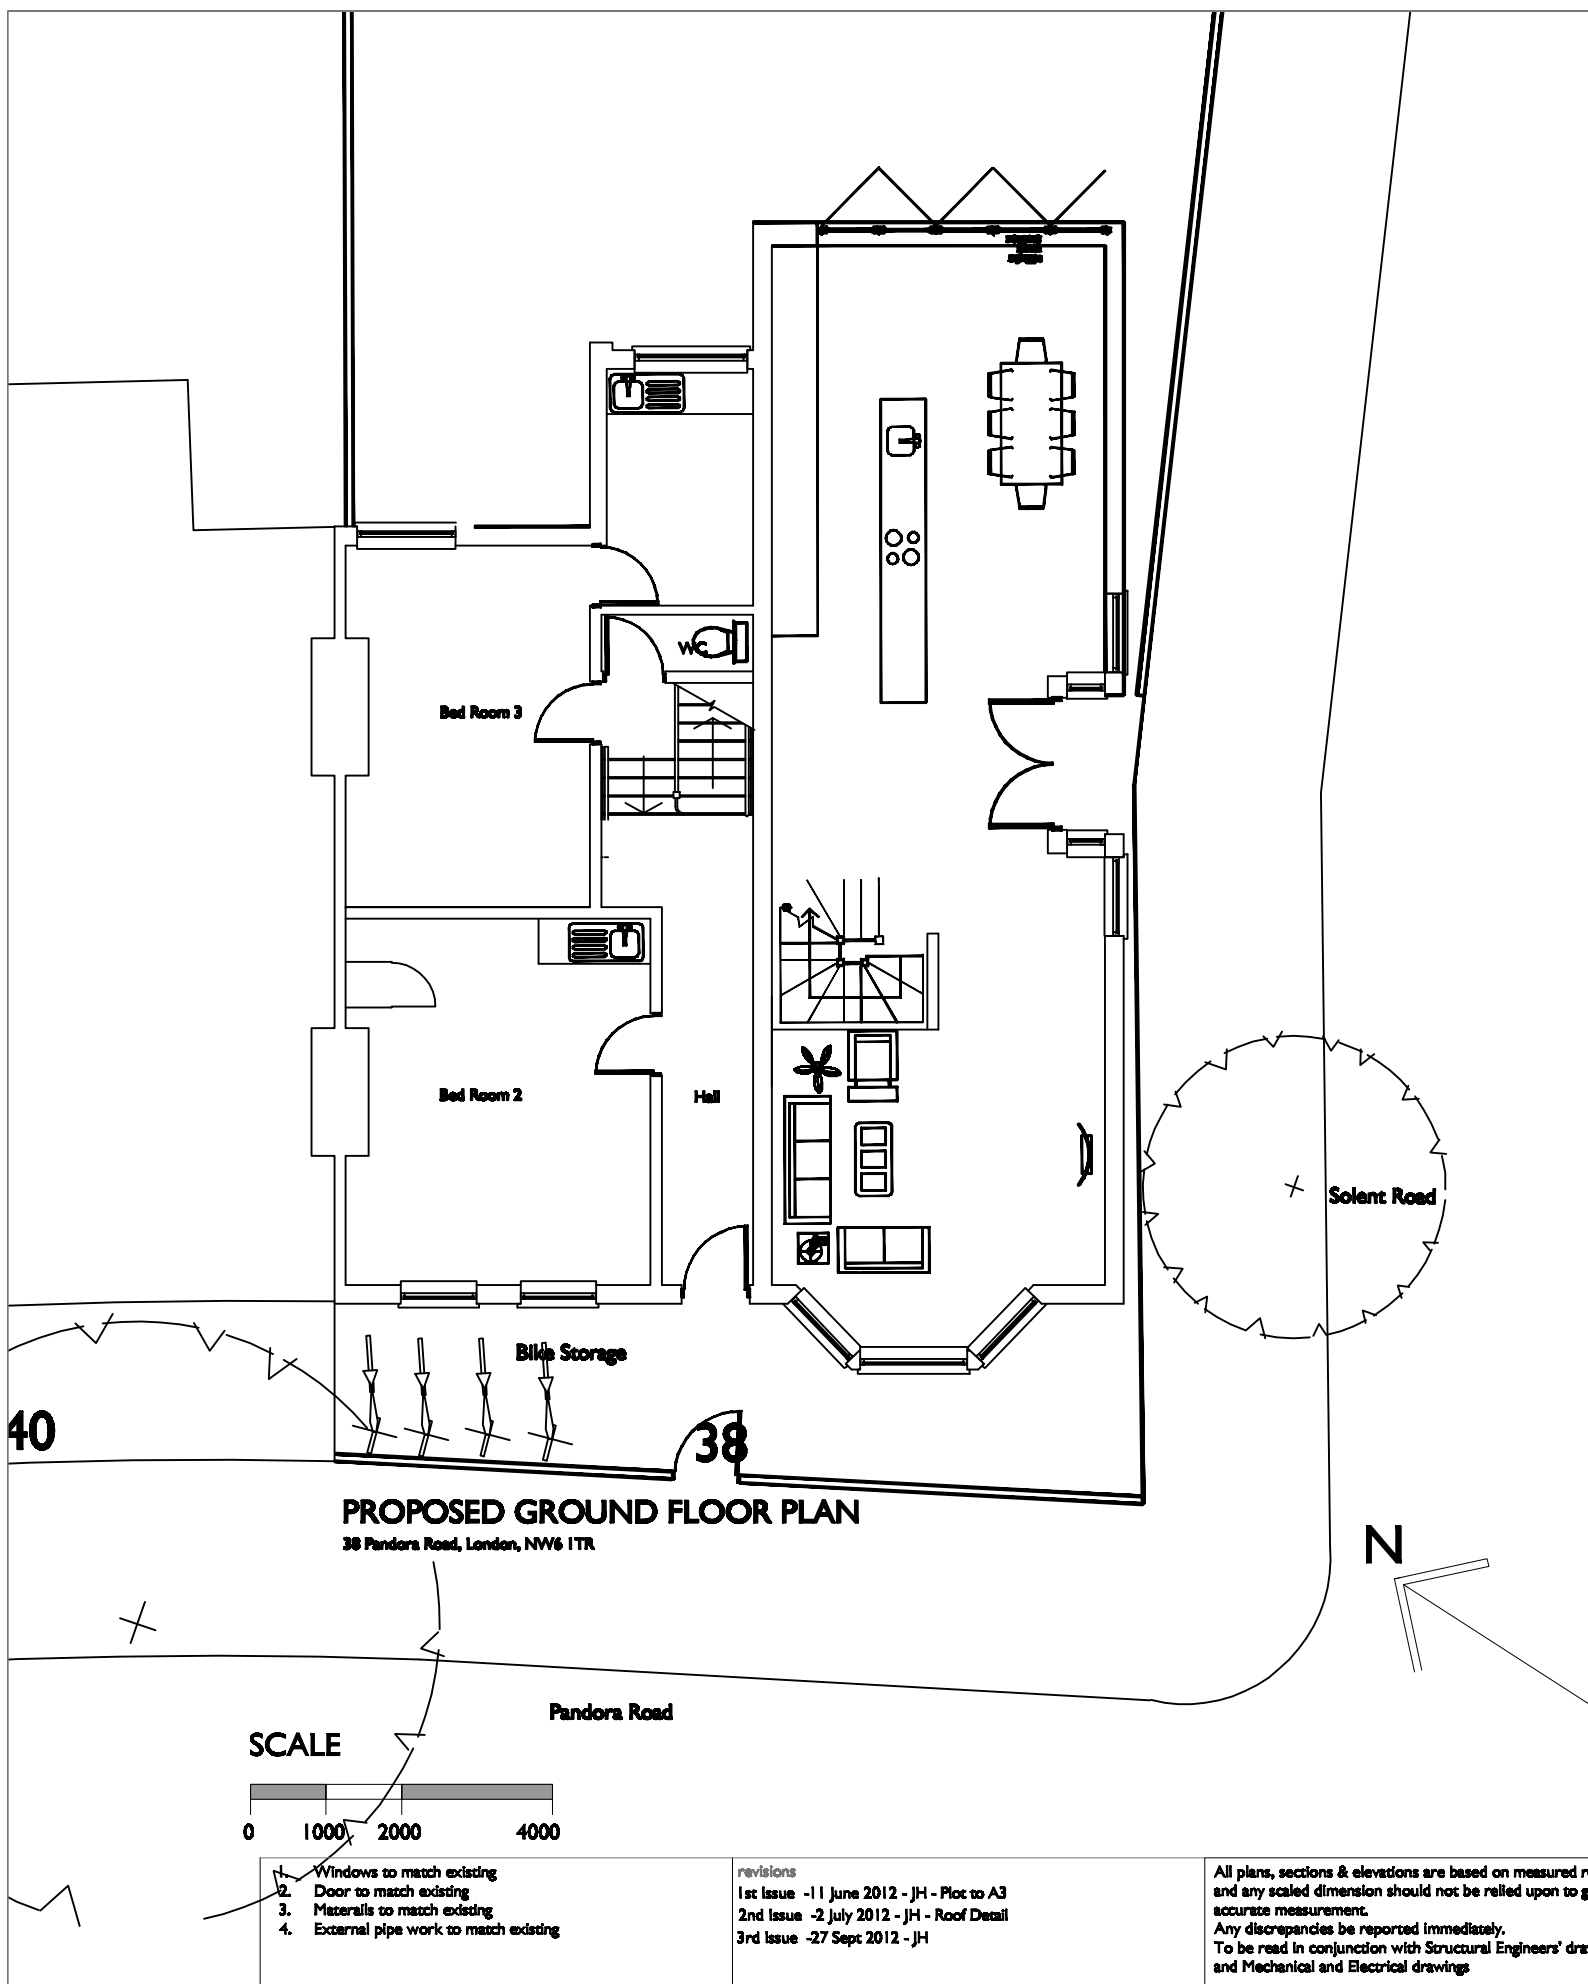 WC
Bed Room 3
Bed Room 2
Hall
Solent Road
Bike Storage
40
38
PROPOSED GROUND FLOOR PLAN
38 Pandora Road, London, NW6 1TR
N
Pandora Road
SCALE
0 1000 2000 4000
1. Windows to match existing
2. Door to match existing
3. Materails to match existing
4. External pipe work to match existing
revisions
1st Issue -11 June 2012 - JH - Plot to A3
2nd Issue -2 July 2012 - JH - Roof Detail
3rd Issue -27 Sept 2012 - JH
All plans, sections & elevations are based on measured
and any scaled dimension should not be relied upon to
accurate measurement.
Any discrepancies be reported immediately.
To be read in conjunction with Structural Engineers'
and Mechanical and Electrical drawings